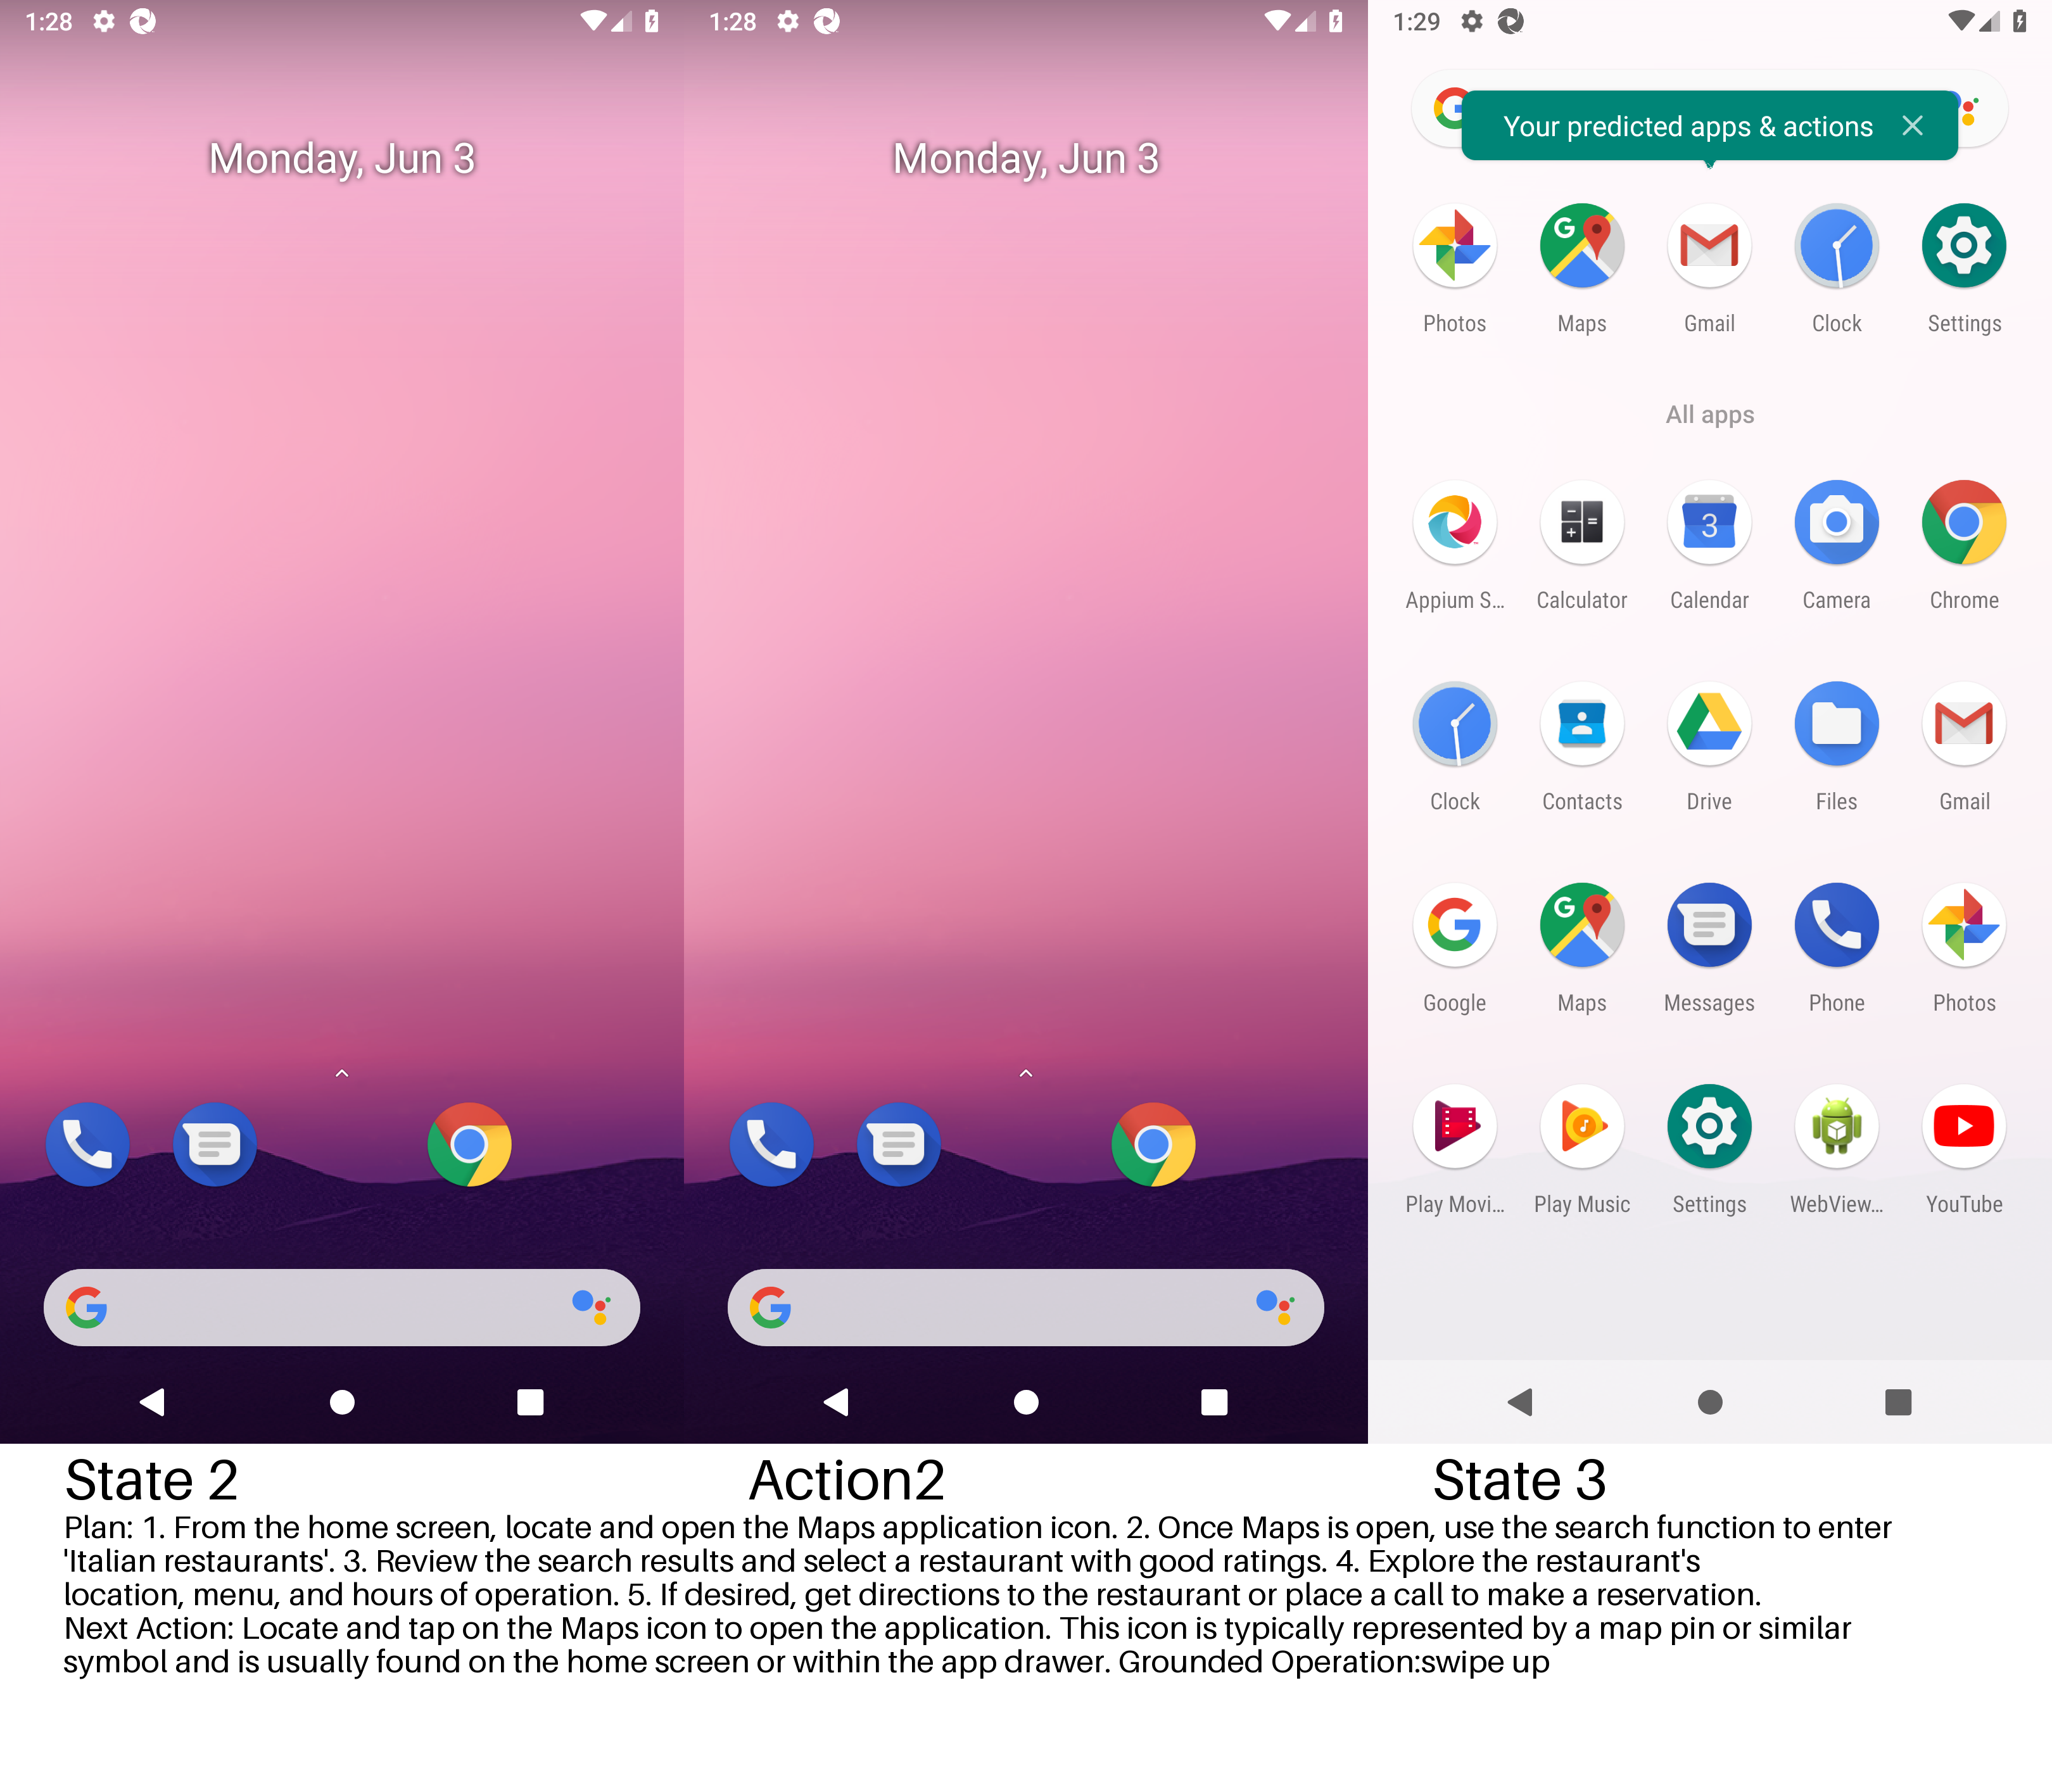 1:28
Monday, Jun 3
1:28
Monday, Jun 3
1:29
Your predicted apps & actions
Photos Maps Gmail Clock Settings
All apps
3
Appium S... Calculator Calendar Camera Chrome
Clock Contacts Drive Files Gmail
Google Maps Messages Phone Photos
Play Movi... Play Music Settings WebView... YouTube
State 2 Action2 State 3
Plan: 1. From the home screen, locate and open the Maps application icon. 2. Once Maps is open, use the search function to enter
'Italian restaurants'. 3. Review the search results and select a restaurant with good ratings. 4. Explore the restaurant's
location, menu, and hours of operation. 5. If desired, get directions to the restaurant or place a call to make a reservation.
Next Action: Locate and tap on the Maps icon to open the application. This icon is typically represented by a map pin or similar
symbol and is usually found on the home screen or within the app drawer. Grounded Operation:swipe up